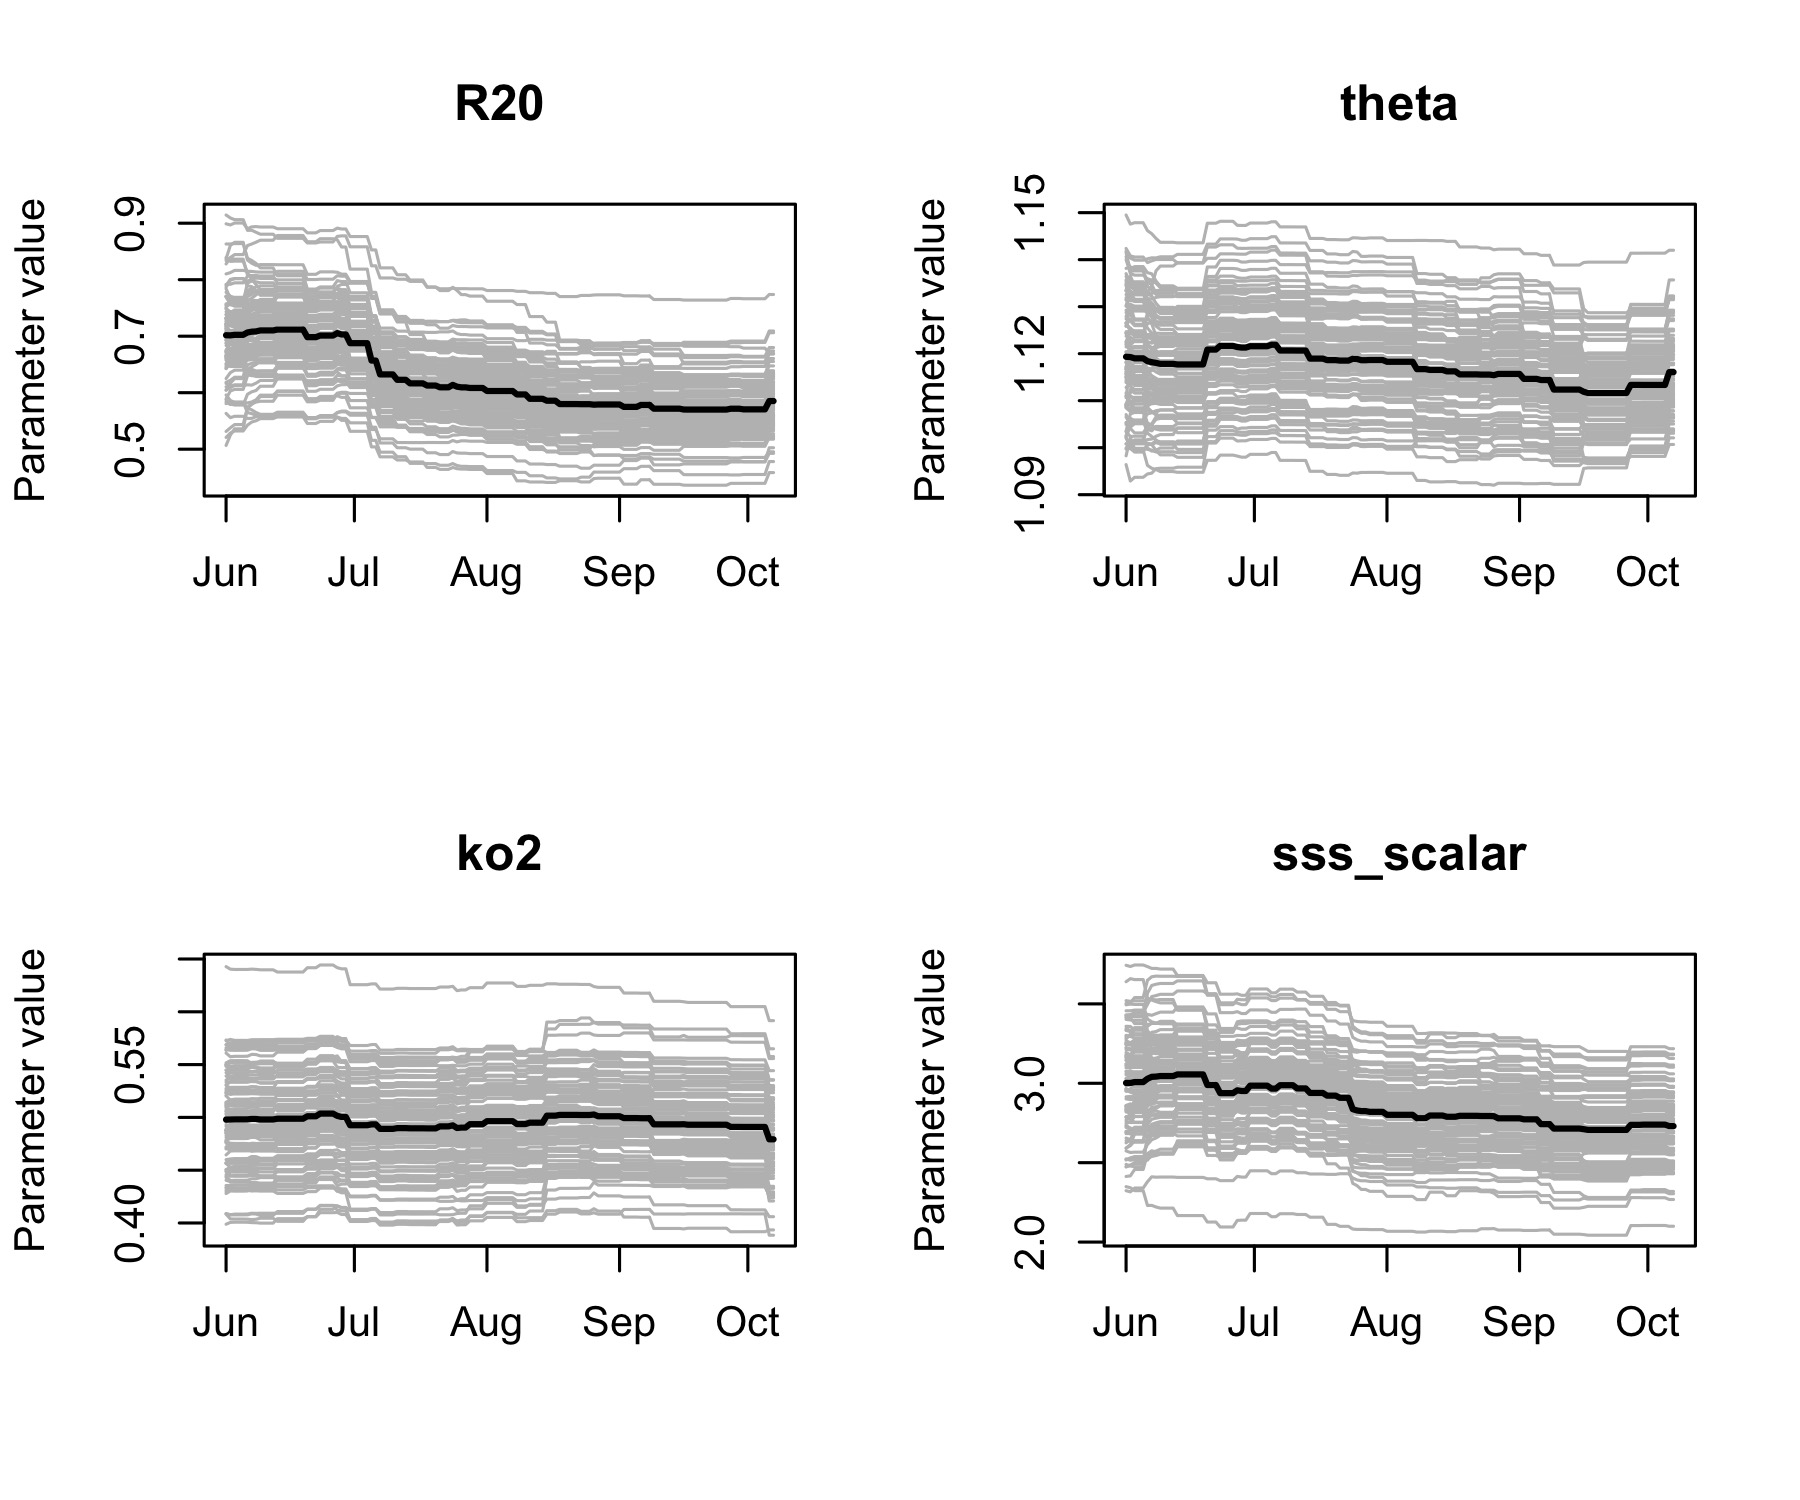 R20
Parameter value
0.9
0.7
0.5
Jun Jul Aug Sep Oct
theta
Parameter value
1.15
1.12
1.09
Jun Jul Aug Sep Oct
ko2
Parameter value
0.55
0.40
Jun Jul Aug Sep Oct
sss_scalar
Parameter value
3.0
2.0
Jun Jul Aug Sep Oct